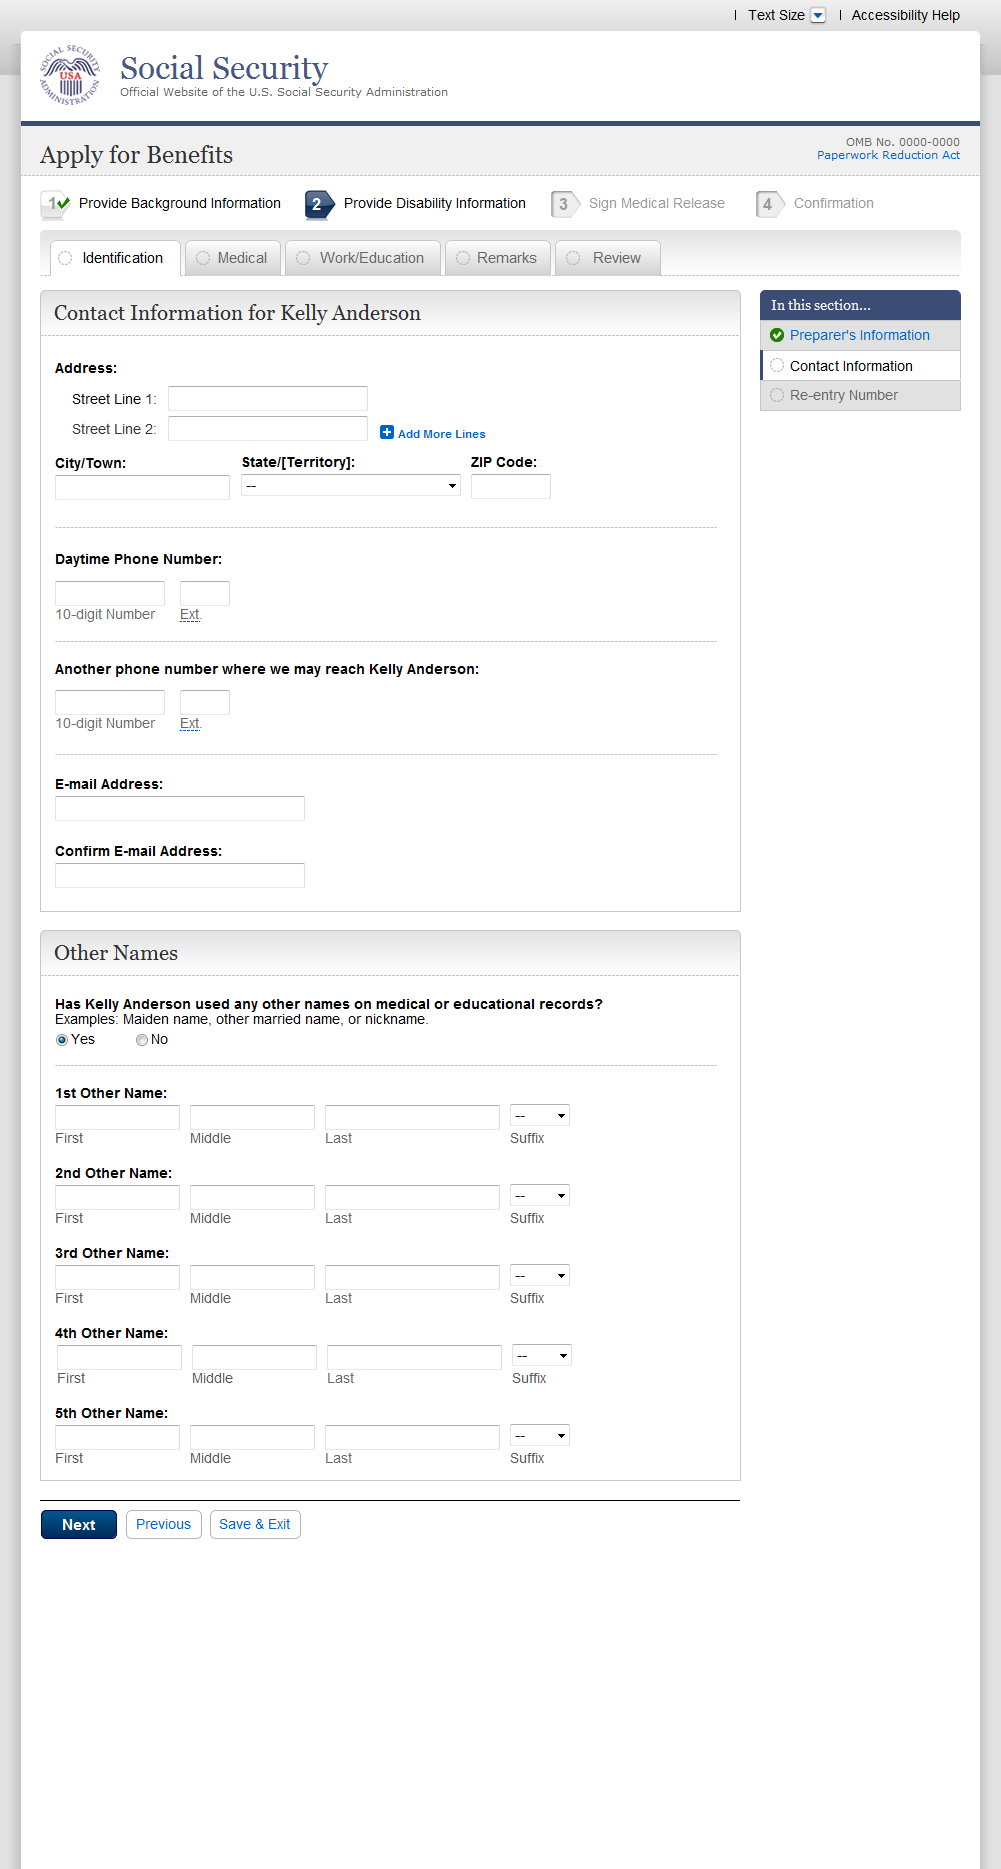 Text Size
Accessibility Help
SOCIAL SECURITY ADMINISTRATION
USA
Social Security
Official Website of the U.S. Social Security Administration
Apply for Benefits
OMB No. 0000-0000
Paperwork Reduction Act
1 Provide Background Information
2 Provide Disability Information
3 Sign Medical Release
4 Confirmation
Identification
Medical
Work/Education
Remarks
Review
Contact Information for Kelly Anderson
Address:
Street Line 1:
Street Line 2:
Add More Lines
City/Town:
State/[Territory]:
ZIP Code:
--
Daytime Phone Number:
10-digit Number
Ext.
Another phone number where we may reach Kelly Anderson:
10-digit Number
Ext.
E-mail Address:
Confirm E-mail Address:
In this section...
Preparer's Information
Contact Information
Re-entry Number
Other Names
Has Kelly Anderson used any other names on medical or educational records?
Examples: Maiden name, other married name, or nickname.
Yes
No
1st Other Name:
--
First
Middle
Last
Suffix
2nd Other Name:
--
First
Middle
Last
Suffix
3rd Other Name:
--
First
Middle
Last
Suffix
4th Other Name:
--
First
Middle
Last
Suffix
5th Other Name:
--
First
Middle
Last
Suffix
Next
Previous
Save & Exit